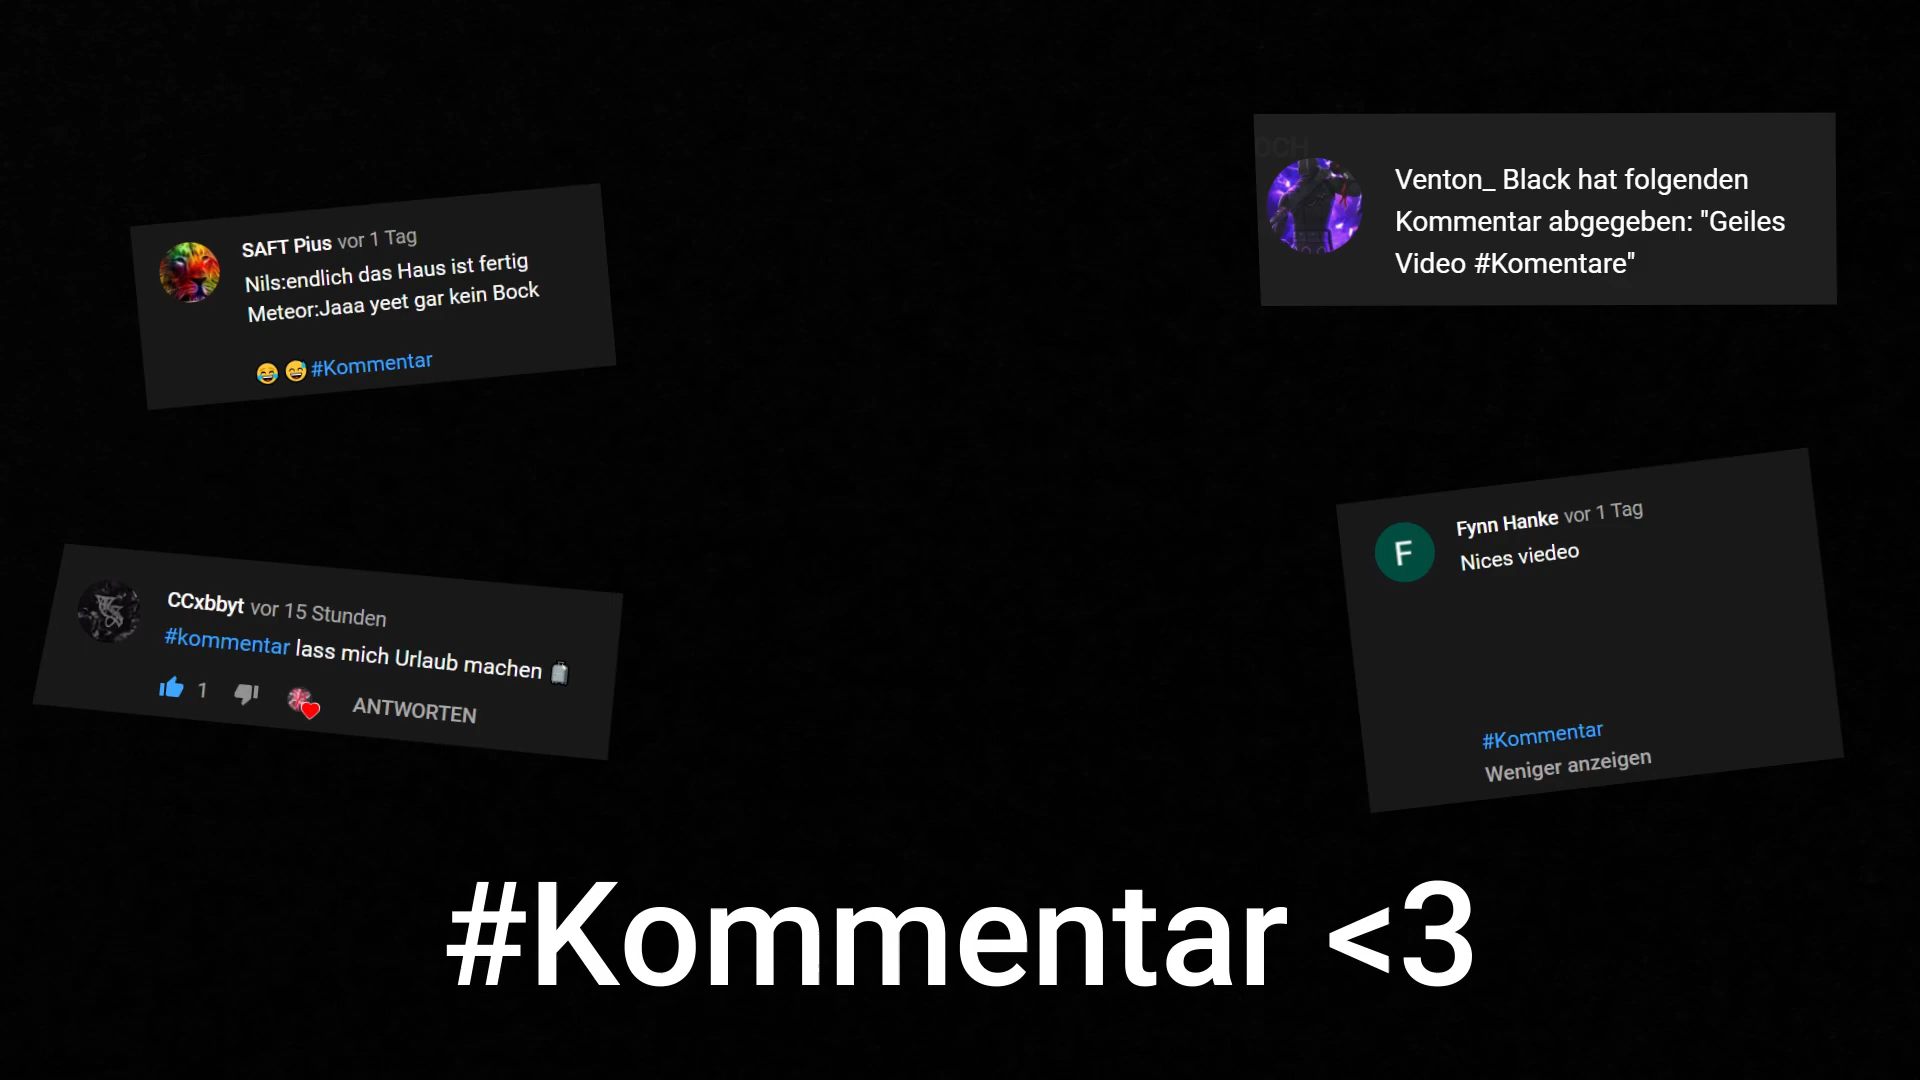 SAFT Pius vor 1 Tag
Nils:endlich das Haus ist fertig
Meteor:Jaaa yeet gar kein Bock
😂 😅 #Kommentar
OCH
Venton_ Black hat folgenden
Kommentar abgegeben: "Geiles
Video #Komentare"
CCxbbyt vor 15 Stunden
#kommentar lass mich Urlaub machen 🧳
1 ANTWORTEN
F
Fynn Hanke vor 1 Tag
Nices viedeo
#Kommentar
Weniger anzeigen
#Kommentar <3